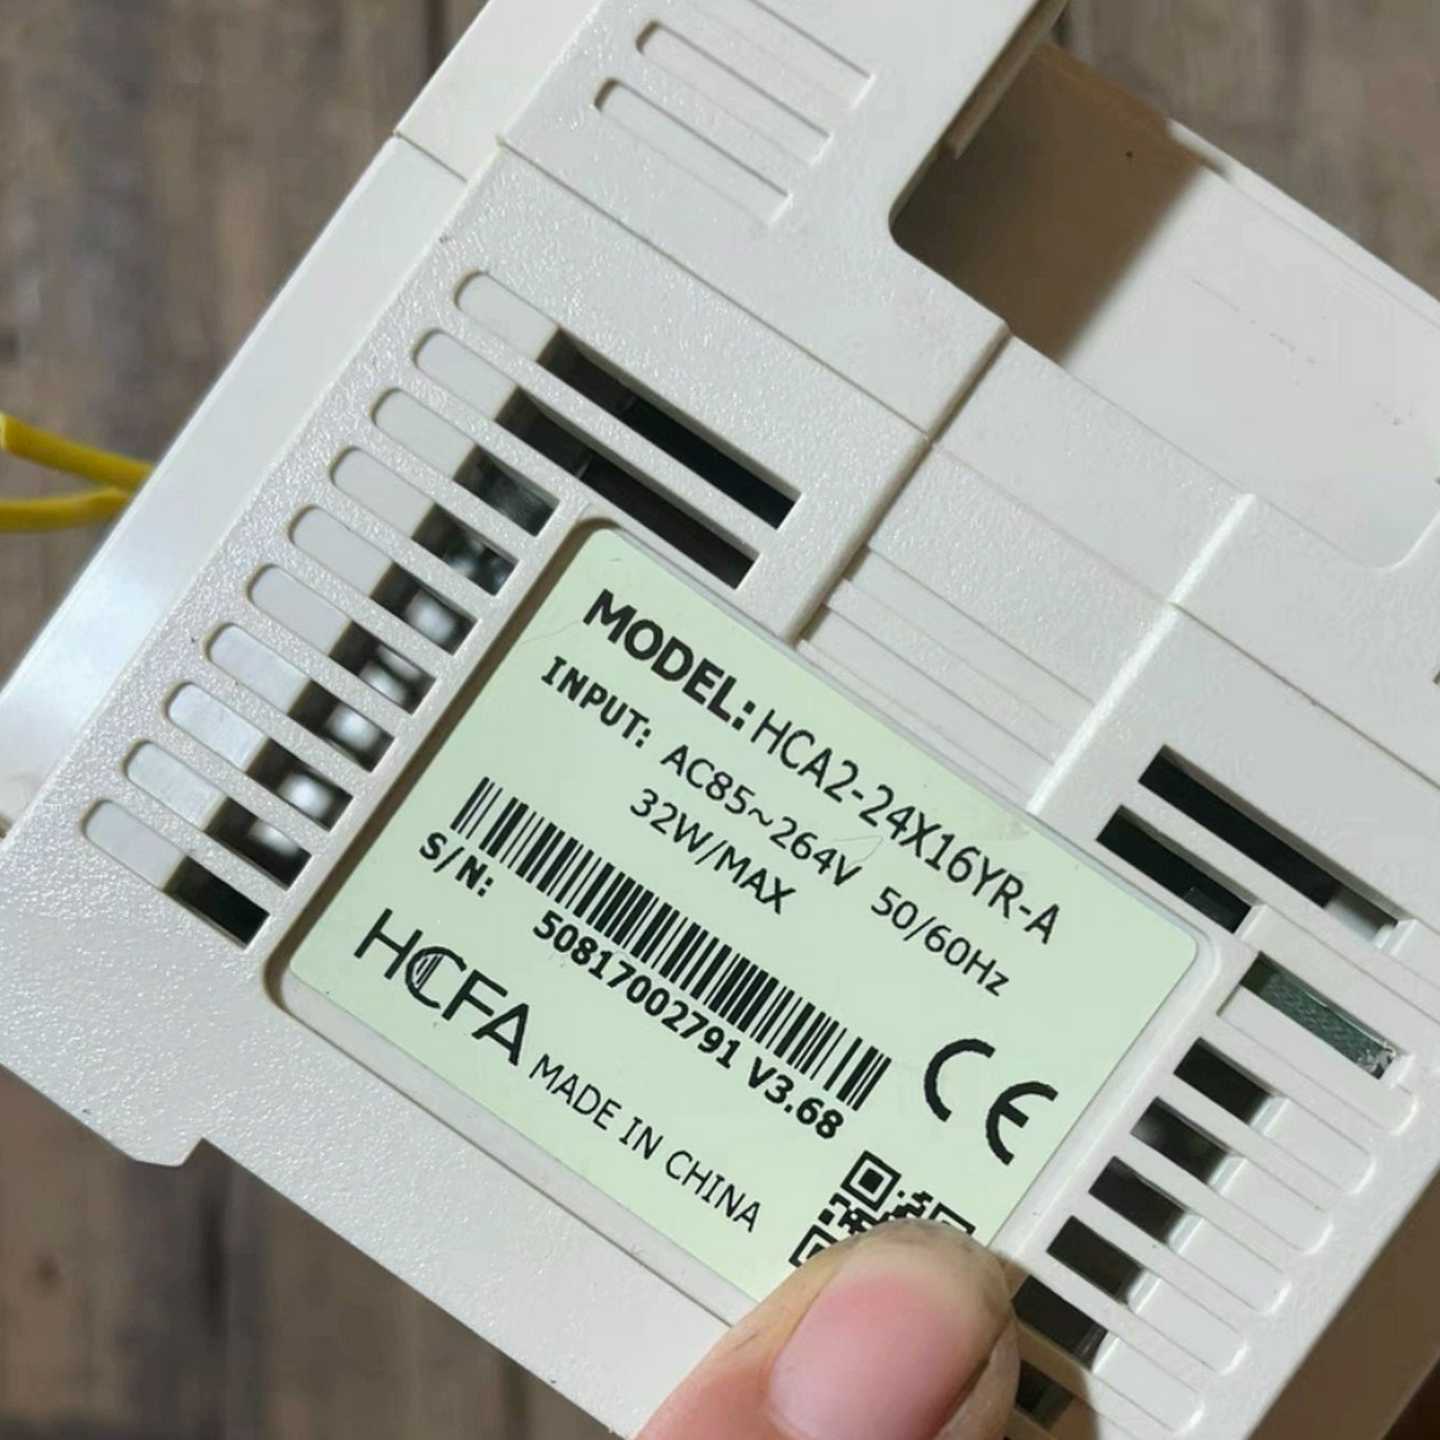 MODEL: HCA2-24X16YR-A
INPUT: AC85~264V 50/60Hz
32W/MAX
S/N: 50817002791 V3.68
HCFA MADE IN CHINA
CE